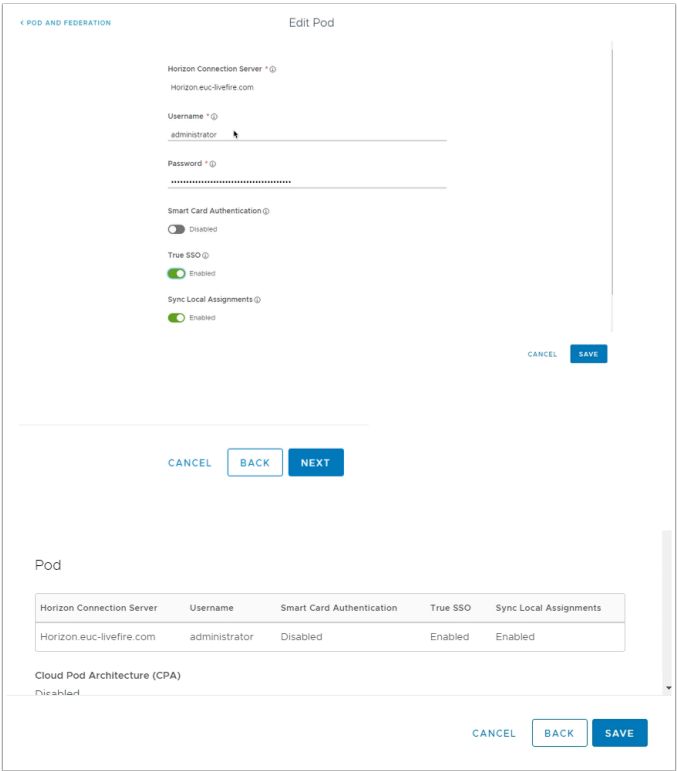 < POD AND FEDERATION
Edit Pod
Horizon Connection Server *
Horizon.euc-livefire.com
Username *
administrator
Password *
••••••••••••••••••••••••••••••••••••••••
Smart Card Authentication
Disabled
True SSO
Enabled
Sync Local Assignments
Enabled
CANCEL SAVE
CANCEL BACK NEXT
Pod
Horizon Connection Server Username Smart Card Authentication True SSO Sync Local Assignments
Horizon.euc-livefire.com administrator Disabled Enabled Enabled
Cloud Pod Architecture (CPA)
Disabled
CANCEL BACK SAVE